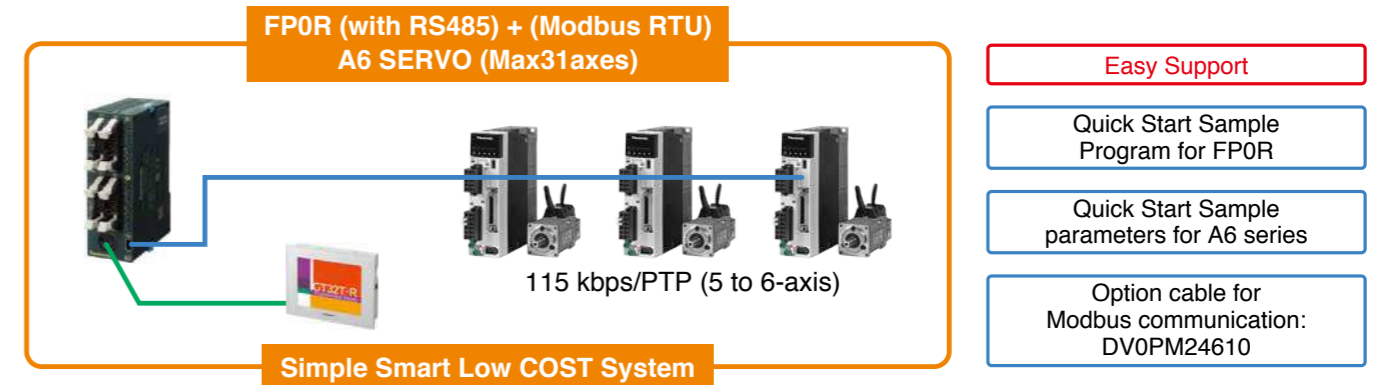 FP0R (with RS485) + (Modbus RTU)
A6 SERVO (Max31axes)
GT32T-R
115 kbps/PTP (5 to 6-axis)
Simple Smart Low COST System
Easy Support
Quick Start Sample
Program for FP0R
Quick Start Sample
parameters for A6 series
Option cable for
Modbus communication:
DV0PM24610